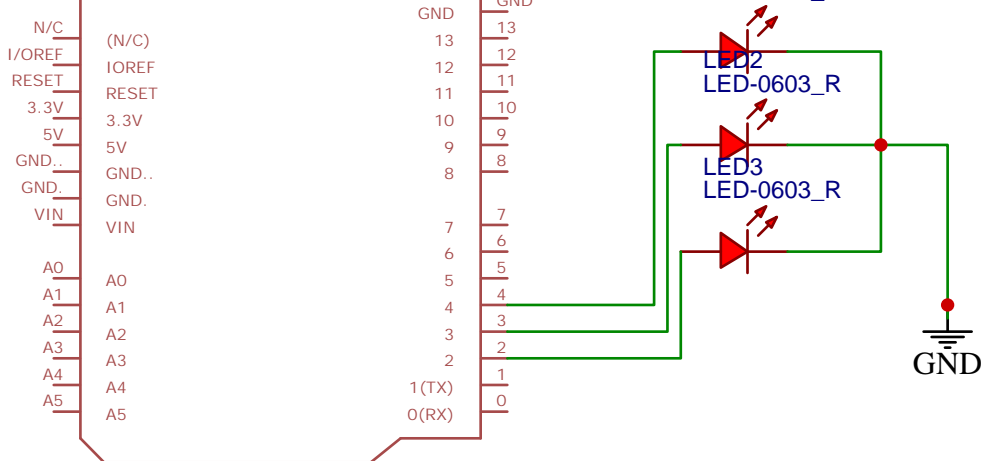 GND
GND
N/C
(N/C)
13
13
I/OREF
IOREF
12
12
RESET
RESET
11
11
3.3V
3.3V
10
10
5V
5V
9
9
GND..
GND..
8
8
GND.
GND.
VIN
VIN
7
7
6
6
A0
A0
5
5
A1
A1
4
4
A2
A2
3
3
A3
A3
2
2
A4
A4
1(TX)
1
A5
A5
0(RX)
0
LED2
LED-0603_R
LED3
LED-0603_R
GND